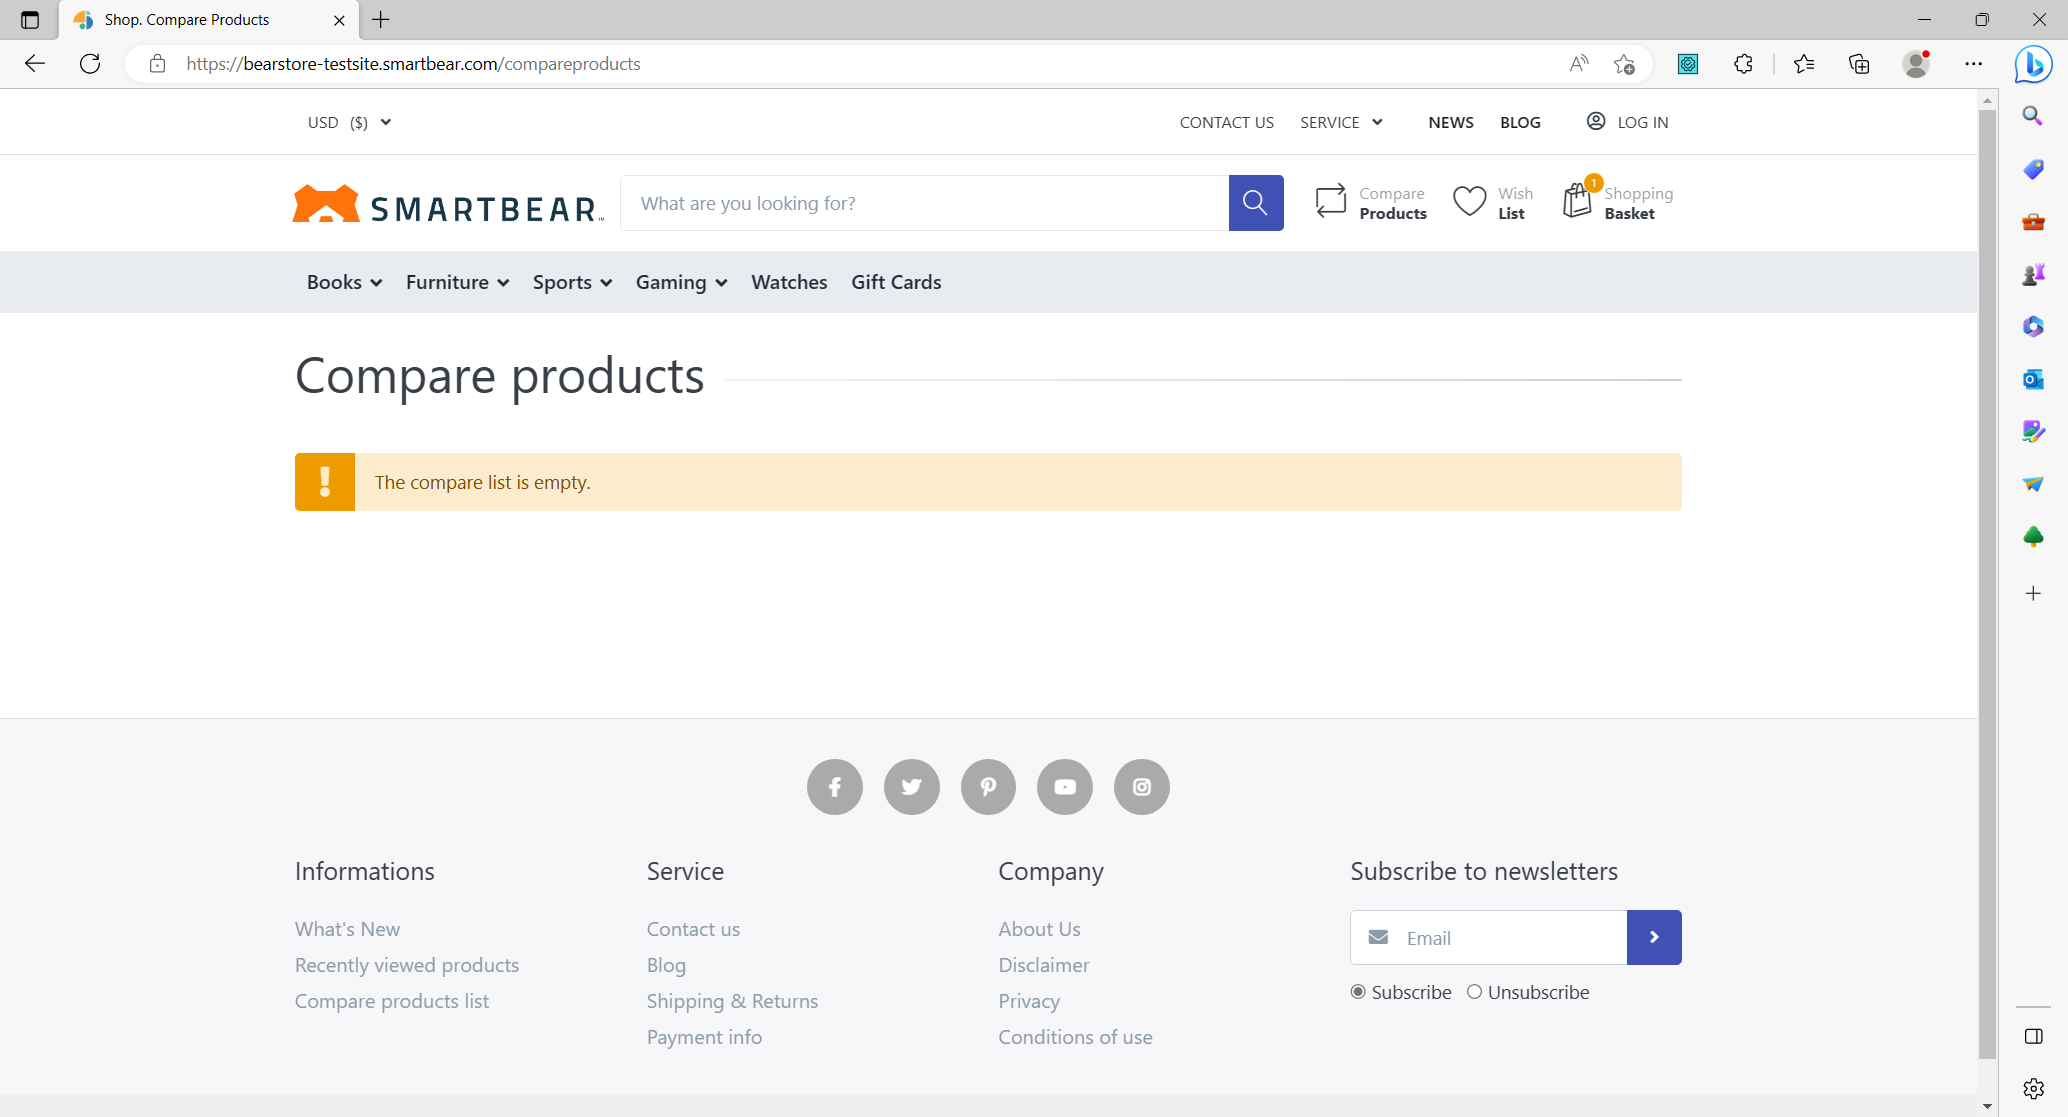 Shop. Compare Products
https://bearstore-testsite.smartbear.com/compareproducts
USD ($)
CONTACT US SERVICE NEWS BLOG LOG IN
SMARTBEAR
What are you looking for?
Compare Products
Wish List
1
Shopping Basket
Books Furniture Sports Gaming Watches Gift Cards
Compare products
The compare list is empty.
Informations
What's New
Recently viewed products
Compare products list
Service
Contact us
Blog
Shipping & Returns
Payment info
Company
About Us
Disclaimer
Privacy
Conditions of use
Subscribe to newsletters
Email
Subscribe Unsubscribe